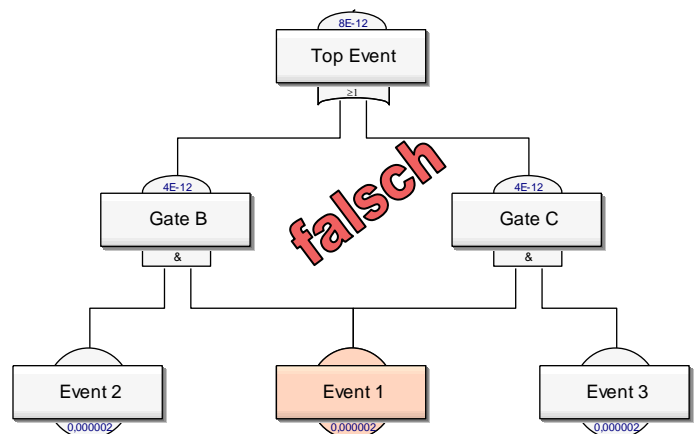 8E-12
Top Event
≥1
falsch
4E-12
4E-12
Gate B
Gate C
&
&
Event 2
Event 1
Event 3
0,000002
0,000002
0,000002